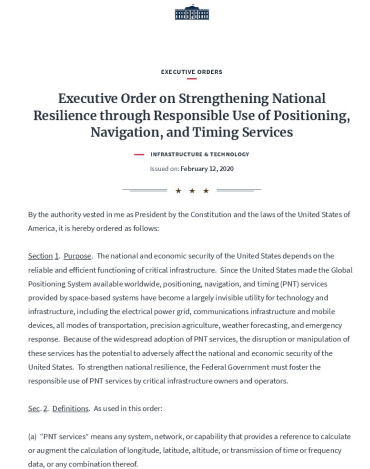 EXECUTIVE ORDERS
Executive Order on Strengthening National
Resilience through Responsible Use of Positioning,
Navigation, and Timing Services
INFRASTRUCTURE & TECHNOLOGY
Issued on: February 12, 2020
By the authority vested in me as President by the Constitution and the laws of the United States of
America, it is hereby ordered as follows:
Section 1. Purpose. The national and economic security of the United States depends on the
reliable and efficient functioning of critical infrastructure. Since the United States made the Global
Positioning System available worldwide, positioning, navigation, and timing (PNT) services
provided by space-based systems have become a largely invisible utility for technology and
infrastructure, including the electrical power grid, communications infrastructure and mobile
devices, all modes of transportation, precision agriculture, weather forecasting, and emergency
response. Because of the widespread adoption of PNT services, the disruption or manipulation of
these services has the potential to adversely affect the national and economic security of the
United States. To strengthen national resilience, the Federal Government must foster the
responsible use of PNT services by critical infrastructure owners and operators.
Sec. 2. Definitions. As used in this order:
(a) "PNT services" means any system, network, or capability that provides a reference to calculate
or augment the calculation of longitude, latitude, altitude, or transmission of time or frequency
data, or any combination thereof.